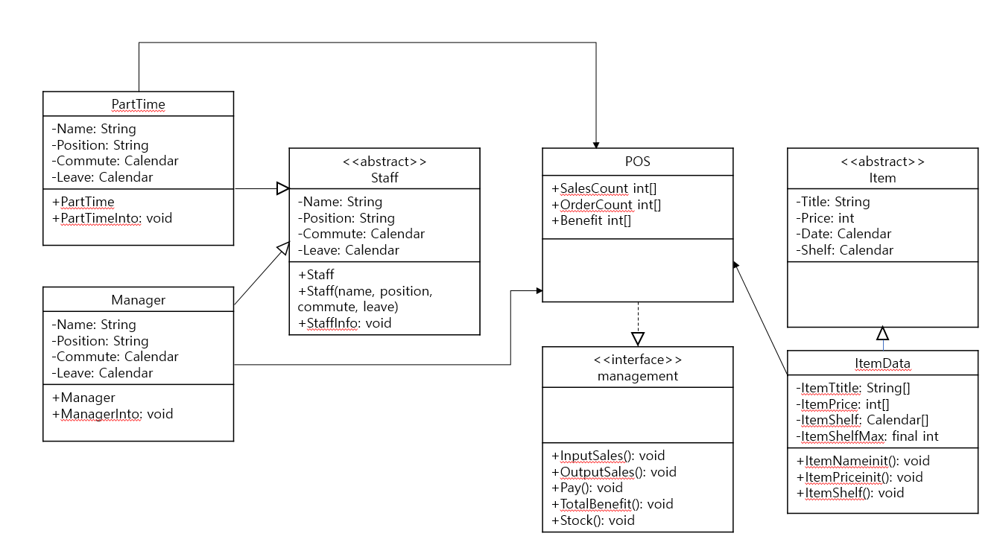 PartTime
-Name: String
-Position: String
-Commute: Calendar
-Leave: Calendar
+PartTime
+PartTimeInto: void
Manager
-Name: String
-Position: String
-Commute: Calendar
-Leave: Calendar
+Manager
+ManagerInto: void
<<abstract>>
Staff
-Name: String
-Position: String
-Commute: Calendar
-Leave: Calendar
+Staff
+Staff(name, position,
commute, leave)
+StaffInfo: void
POS
+SalesCount int[]
+OrderCount int[]
+Benefit int[]
<<interface>>
management
+InputSales(): void
+OutputSales(): void
+Pay(): void
+TotalBenefit(): void
+Stock(): void
<<abstract>>
Item
-Title: String
-Price: int
-Date: Calendar
-Shelf: Calendar
ItemData
-ItemTtitle: String[]
-ItemPrice: int[]
-ItemShelf: Calendar[]
-ItemShelfMax: final int
+ItemNameinit(): void
+ItemPriceinit(): void
+ItemShelf(): void